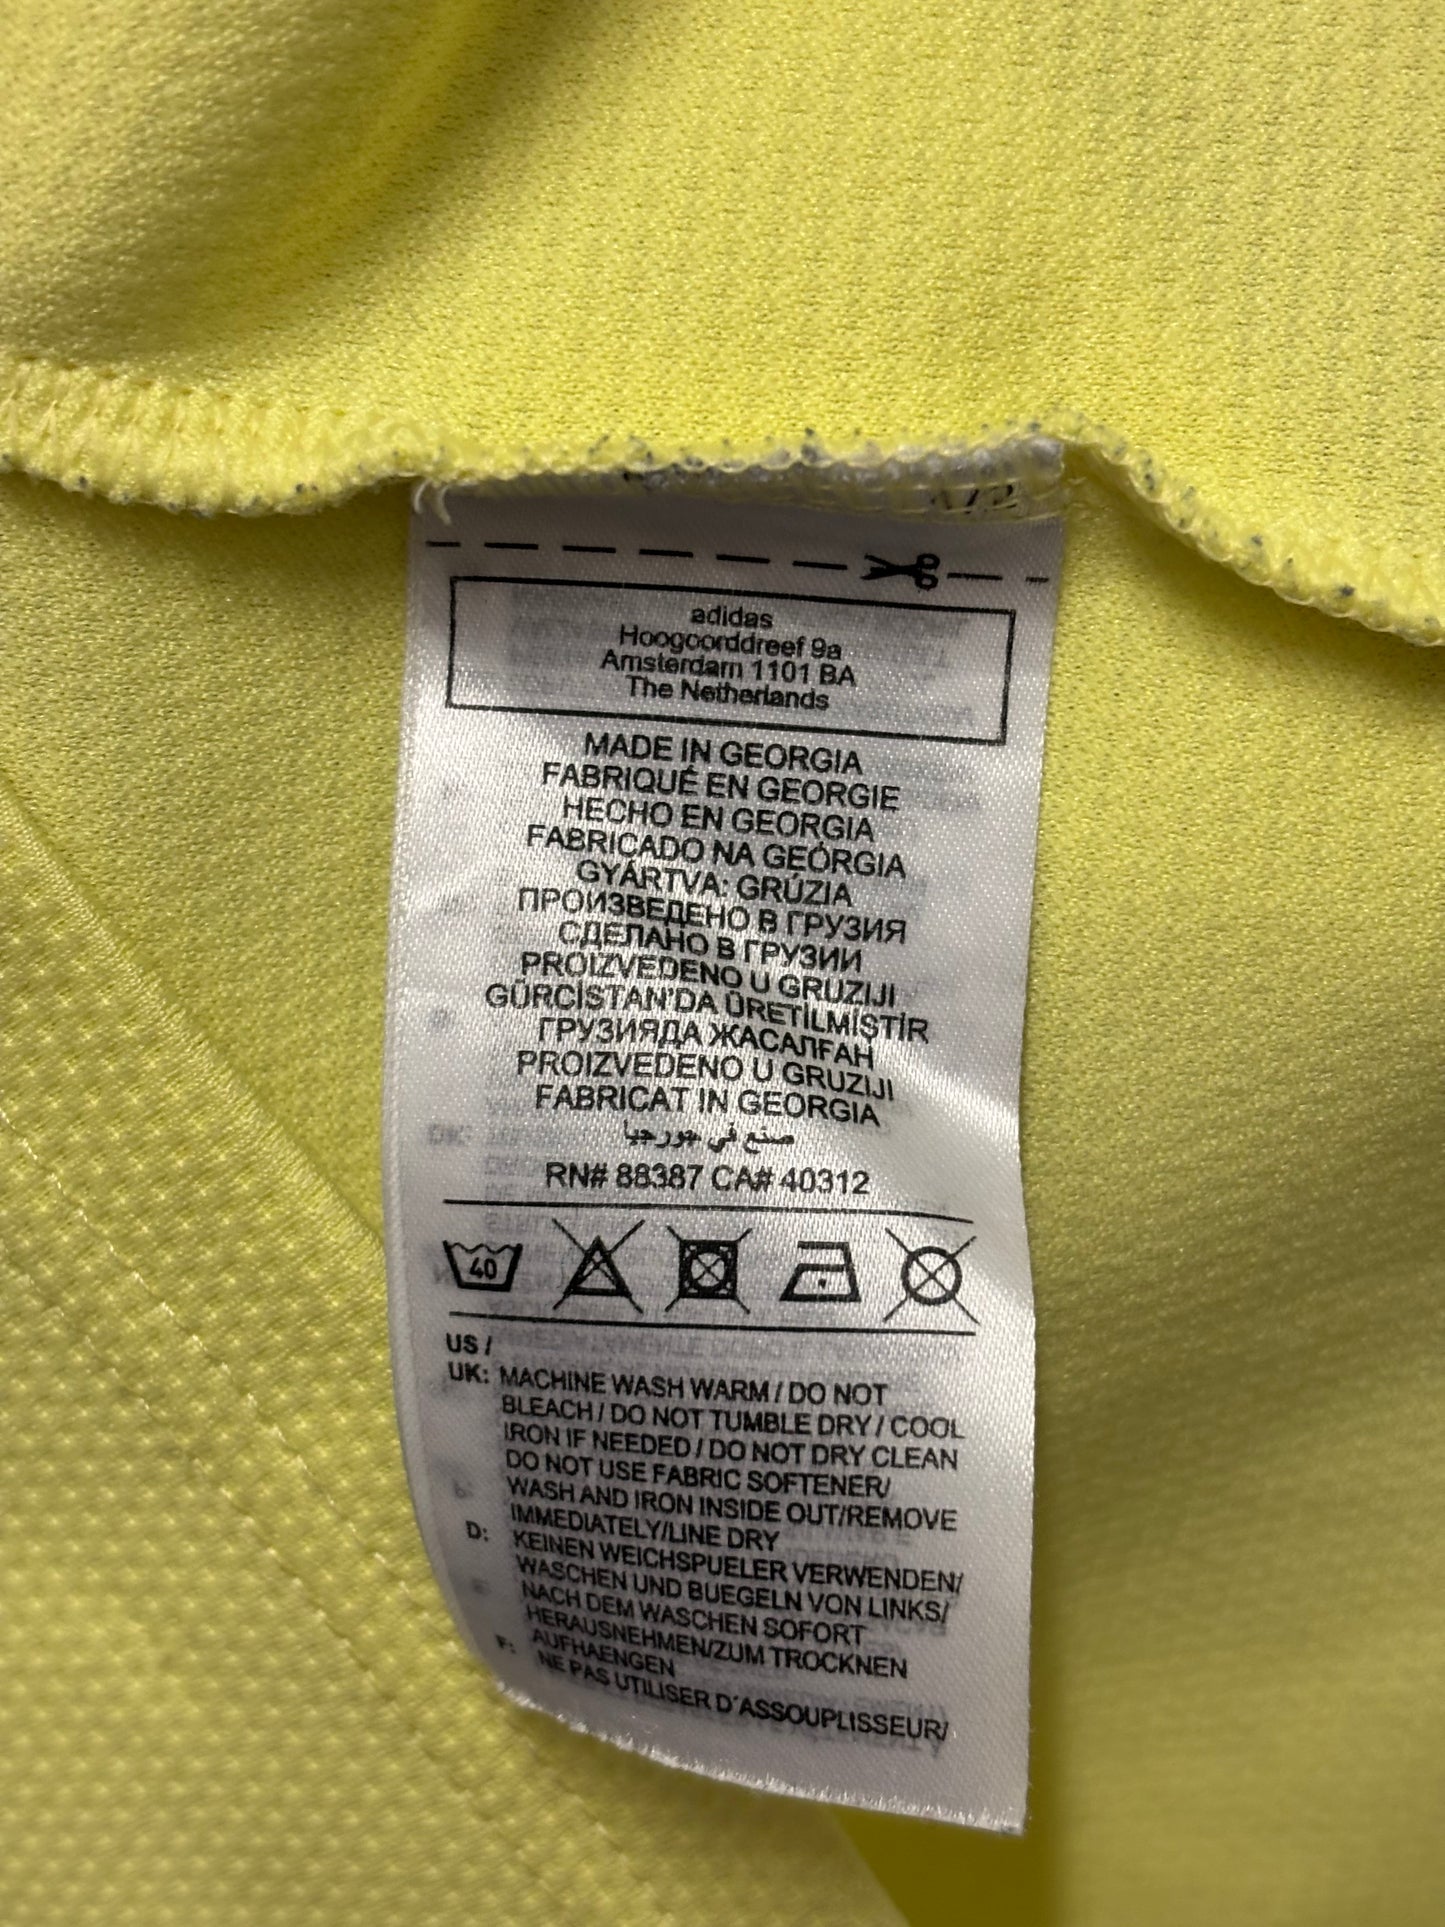 adidas
Hoogoorddreef 9a
Amsterdam 1101 BA
The Netherlands
MADE IN GEORGIA
FABRIQUÉ EN GEORGIE
HECHO EN GEORGIA
FABRICADO NA GEÓRGIA
GYÁRTVA: GRÚZIA
ПРОИЗВЕДЕНО В ГРУЗИЯ
СДЕЛАНО В ГРУЗИИ
PROIZVEDENO U GRUZIJI
GÜRCİSTAN'DA ÜRETİLMİŞTİR
ГРУЗИЯДА ЖАСАЛҒАН
PROIZVEDENO U GRUZIJI
FABRICAT IN GEORGIA
صنع في جورجيا
RN# 88387 CA# 40312
40
US /
UK: MACHINE WASH WARM / DO NOT
BLEACH / DO NOT TUMBLE DRY / COOL
IRON IF NEEDED / DO NOT DRY CLEAN
DO NOT USE FABRIC SOFTENER/
WASH AND IRON INSIDE OUT/REMOVE
IMMEDIATELY/LINE DRY
D: KEINEN WEICHSPUELER VERWENDEN/
WASCHEN UND BUEGELN VON LINKS/
NACH DEM WASCHEN SOFORT
HERAUSNEHMEN/ZUM TROCKNEN
AUFHAENGEN
F: NE PAS UTILISER D´ASSOUPLISSEUR/